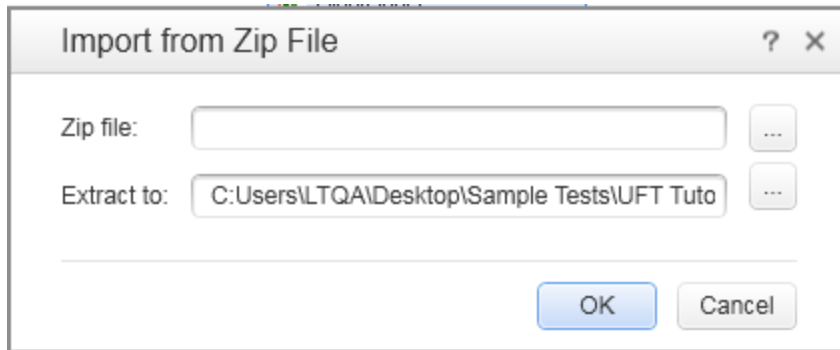 Import from Zip File ?
Zip file: ...
Extract to: C:Users\LTQA\Desktop\Sample Tests\UFT Tuto ...
OK Cancel